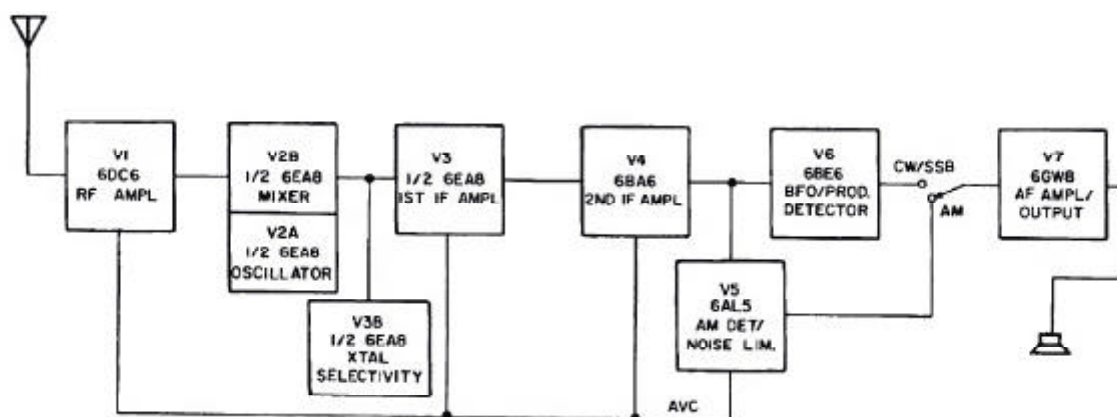 V1
6DC6
RF AMPL
V2B
1/2 6EA8
MIXER
V2A
1/2 6EA8
OSCILLATOR
V3B
1/2 6EA8
XTAL
SELECTIVITY
V3
1/2 6EA8
1ST IF AMPL
V4
6BA6
2ND IF AMPL
V5
6AL5
AM DET/
NOISE LIM.
V6
6BE6
BFO/PROD.
DETECTOR
CW/SSB
AM
V7
6GW8
AF AMPL/
OUTPUT
AVC